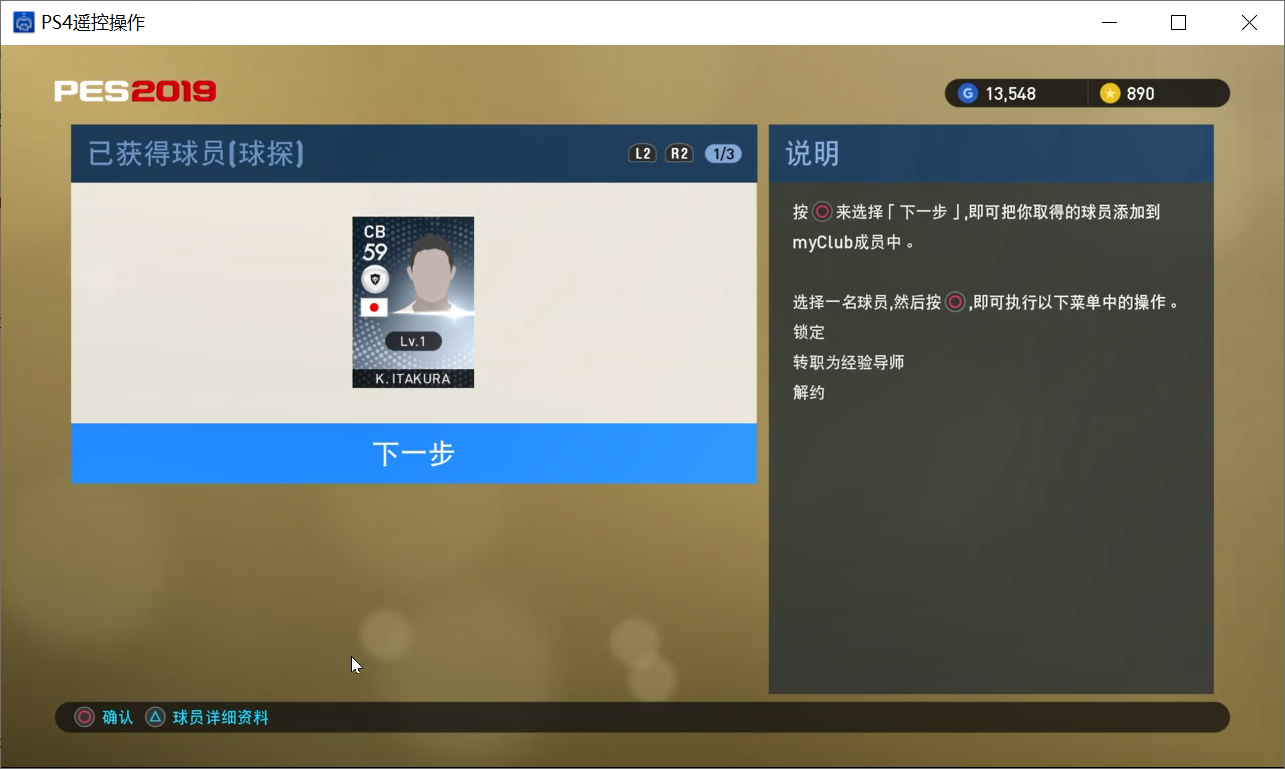 PS4遥控操作
PES2019
G 13,548
890
已获得球员(球探)
L2 R2 1/3
CB
59
Lv.1
K. ITAKURA
下一步
说明
按来选择「下一步」,即可把你取得的球员添加到
myClub成员中。
选择一名球员,然后按,即可执行以下菜单中的操作。
锁定
转职为经验导师
解约
确认 球员详细资料